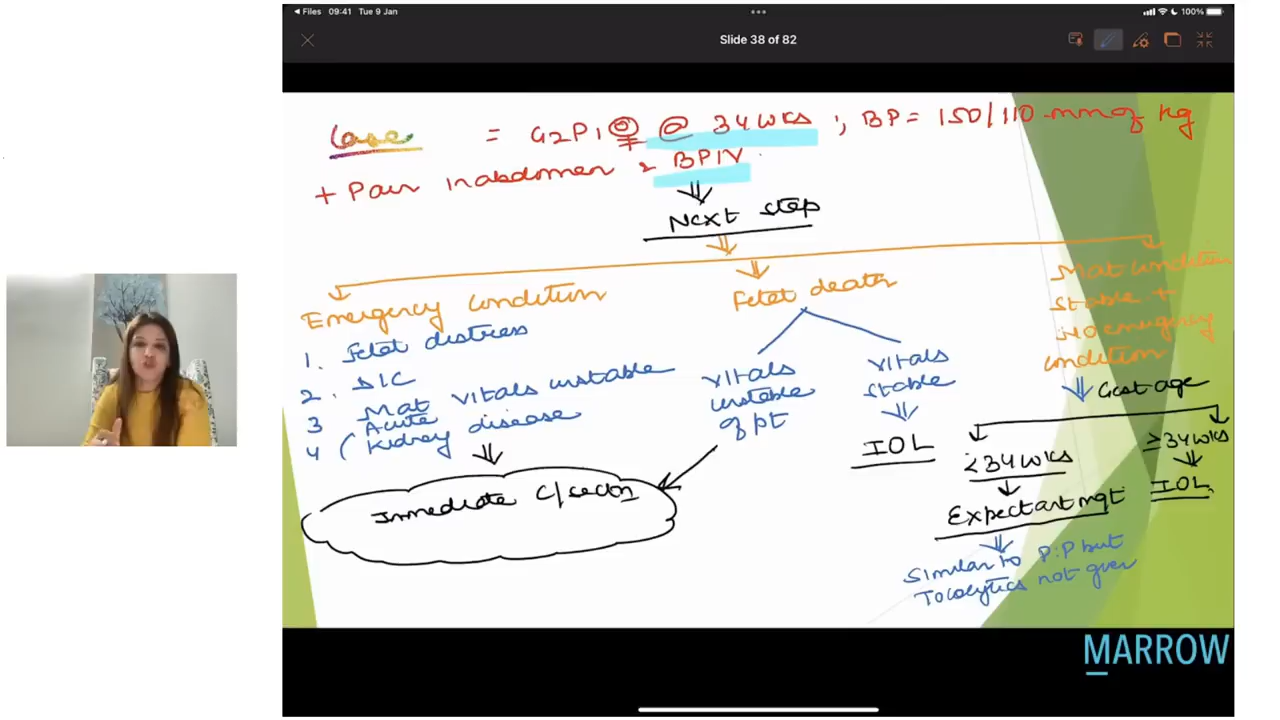 Files 09:41 Tue 9 Jan
100%
Slide 38 of 82
Case = G2P1 @ 34 wks ; BP = 150/110 mm of Hg
+ Pain in abdomen & BPIV
Next step
Emergency condition
1. Fetal distress
2. DIC
3 Mat vitals unstable
4 (Acute
Kidney disease
Immediate C/section
Fetal death
vitals
unstable
of pt
vitals
stable
IOL
Mat condition
stable +
No emergency
condition
Gest age
<34 wks
Expectant mgt
Similar to P.P but
Tocolytics not given
≥34 wks
IOL
MARROW